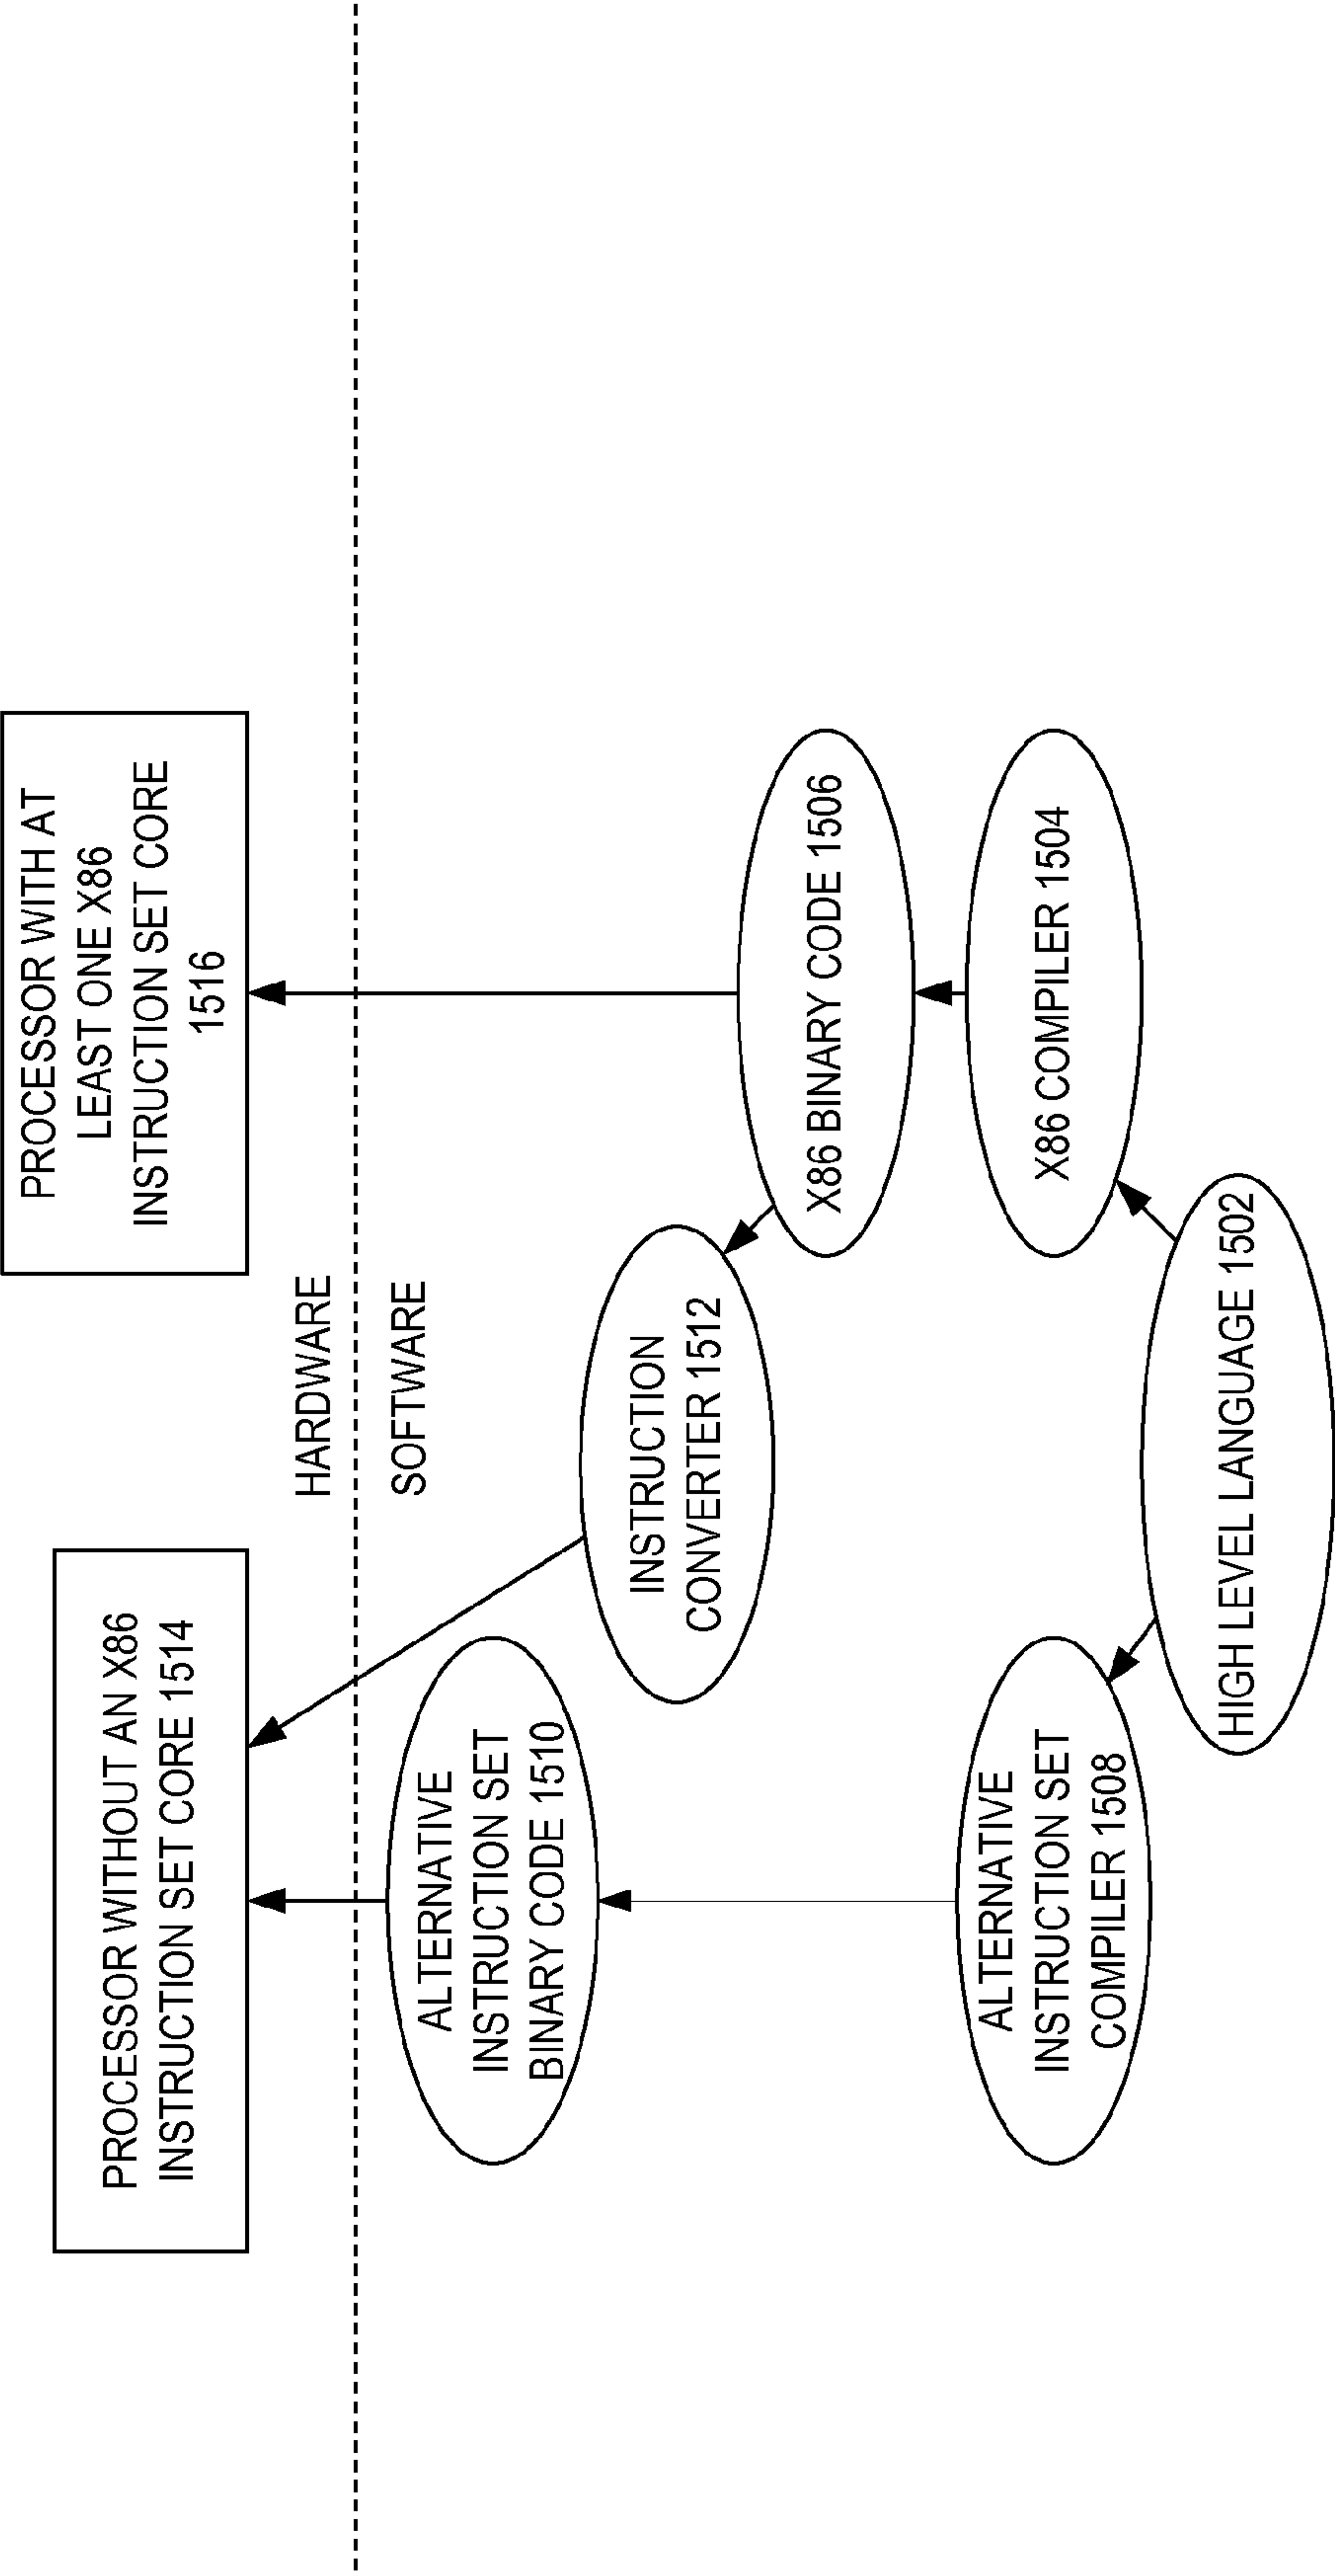 PROCESSOR WITHOUT AN X86
INSTRUCTION SET CORE 1514
PROCESSOR WITH AT
LEAST ONE X86
INSTRUCTION SET CORE
1516
HARDWARE
SOFTWARE
ALTERNATIVE
INSTRUCTION SET
BINARY CODE 1510
INSTRUCTION
CONVERTER 1512
X86 BINARY CODE 1506
ALTERNATIVE
INSTRUCTION SET
COMPILER 1508
X86 COMPILER 1504
HIGH LEVEL LANGUAGE 1502